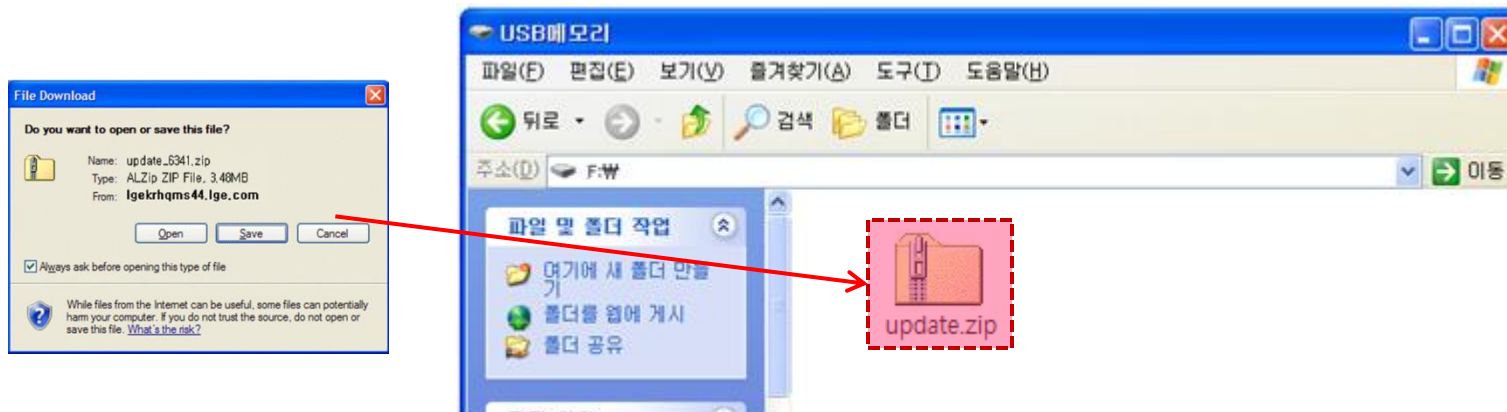 File Download
Do you want to open or save this file?
Name: update_6341.zip
Type: ALZip ZIP File, 3.48MB
From: lgekrhqms44.lge.com
Open Save Cancel
Always ask before opening this type of file
While files from the Internet can be useful, some files can potentially
harm your computer. If you do not trust the source, do not open or
save this file. What's the risk?
USB메모리
파일(F) 편집(E) 보기(V) 즐겨찾기(A) 도구(T) 도움말(H)
뒤로 검색 폴더
주소(D) F:₩ 이동
파일 및 폴더 작업
여기에 새 폴더 만들
기
폴더를 웹에 게시
폴더 공유
update.zip